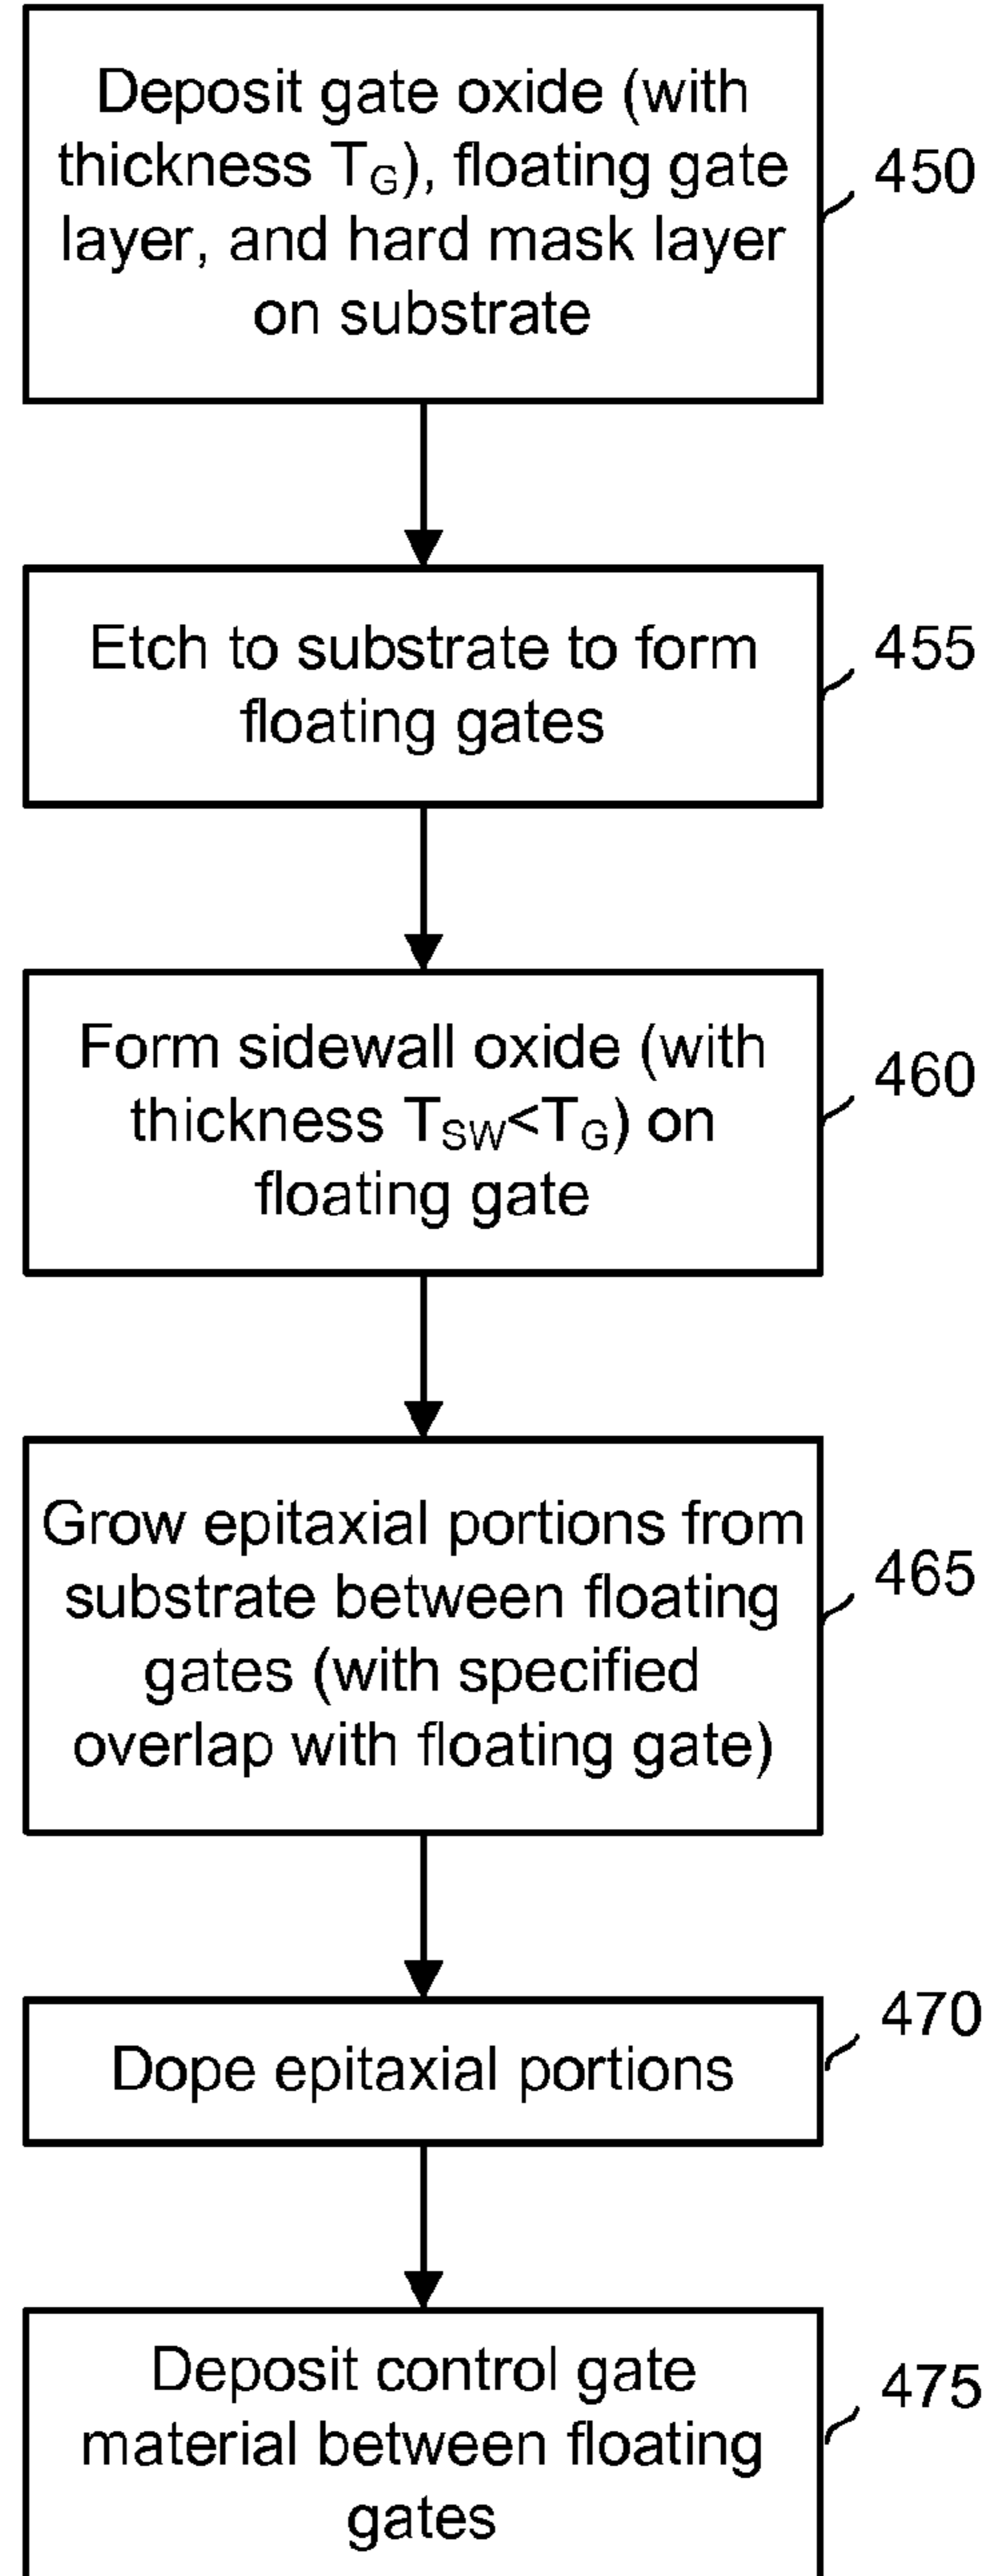 Deposit gate oxide (with
thickness T_G), floating gate
layer, and hard mask layer
on substrate
450
Etch to substrate to form
floating gates
455
Form sidewall oxide (with
thickness T_SW<T_G) on
floating gate
460
Grow epitaxial portions from
substrate between floating
gates (with specified
overlap with floating gate)
465
Dope epitaxial portions
470
Deposit control gate
material between floating
gates
475